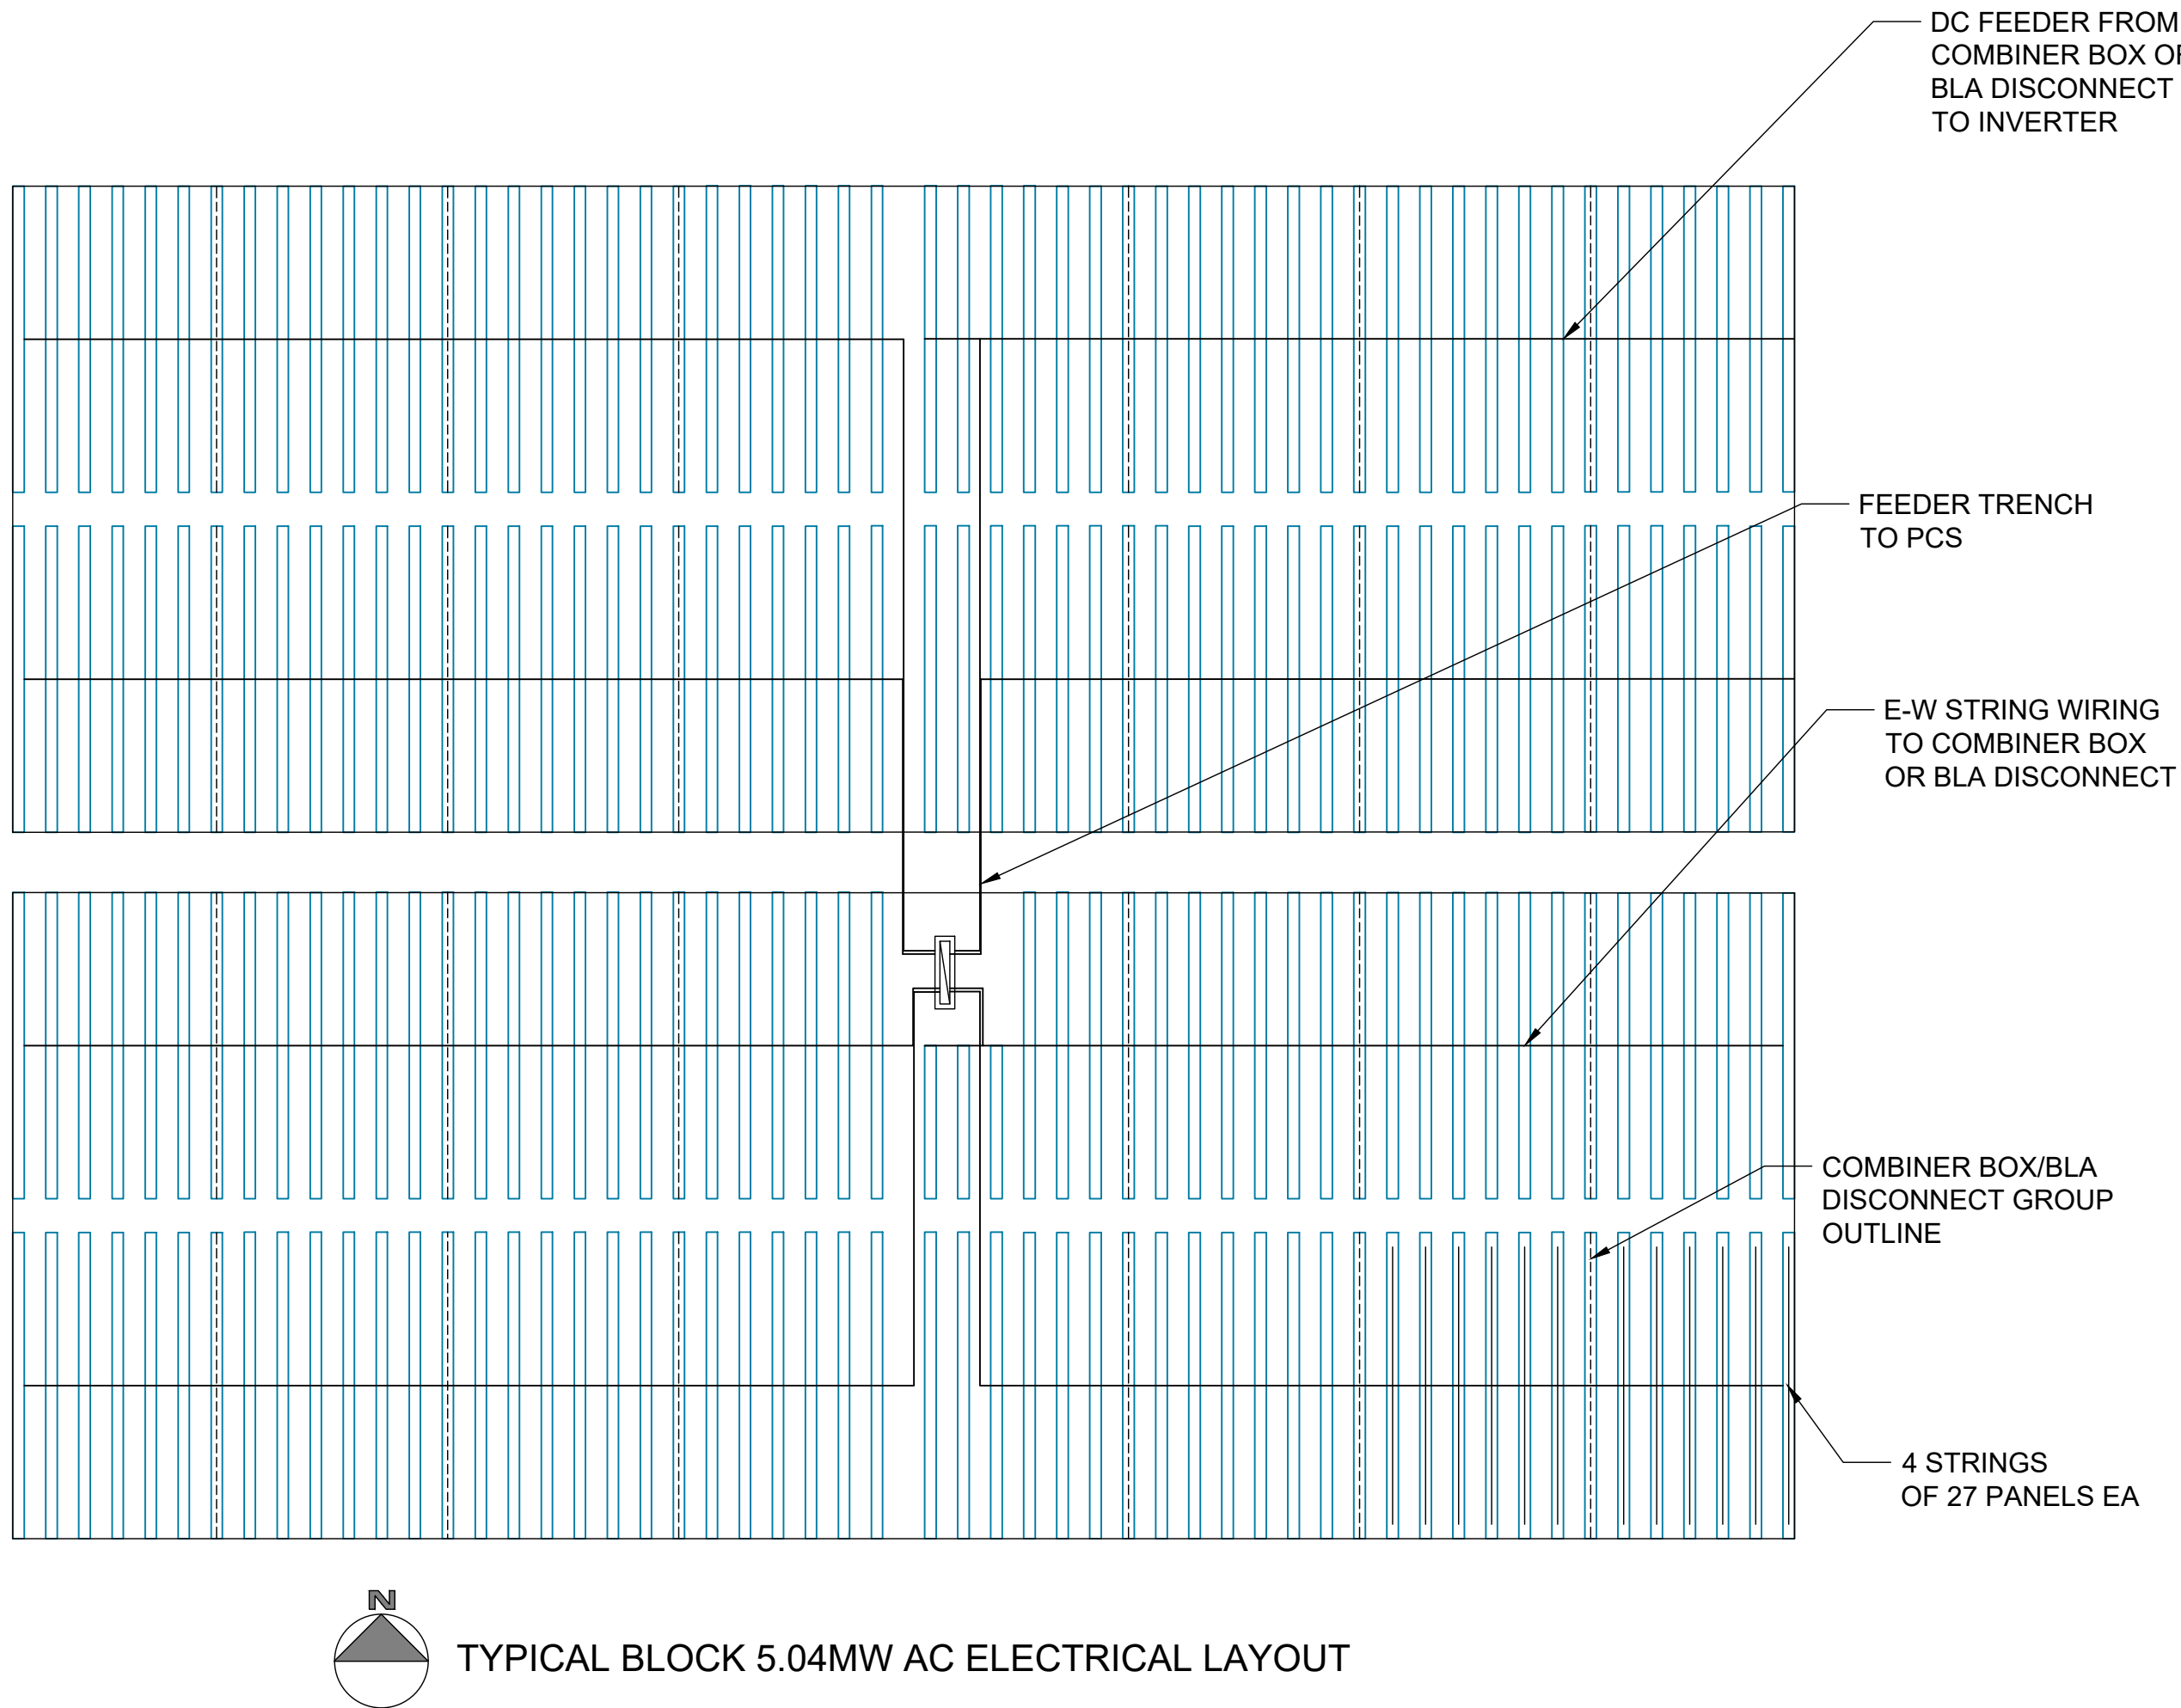 DC FEEDER FROM
COMBINER BOX OR
BLA DISCONNECT
TO INVERTER
FEEDER TRENCH
TO PCS
E-W STRING WIRING
TO COMBINER BOX
OR BLA DISCONNECT
COMBINER BOX/BLA
DISCONNECT GROUP
OUTLINE
4 STRINGS
OF 27 PANELS EA
N
TYPICAL BLOCK 5.04MW AC ELECTRICAL LAYOUT